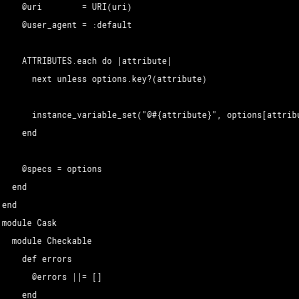 @uri        = URI(uri)
@user_agent = :default
ATTRIBUTES.each do |attribute|
next unless options.key?(attribute)
instance_variable_set("@#{attribute}", options[attribu
end
@specs = options
end
end
module Cask
module Checkable
def errors
@errors ||= []
end